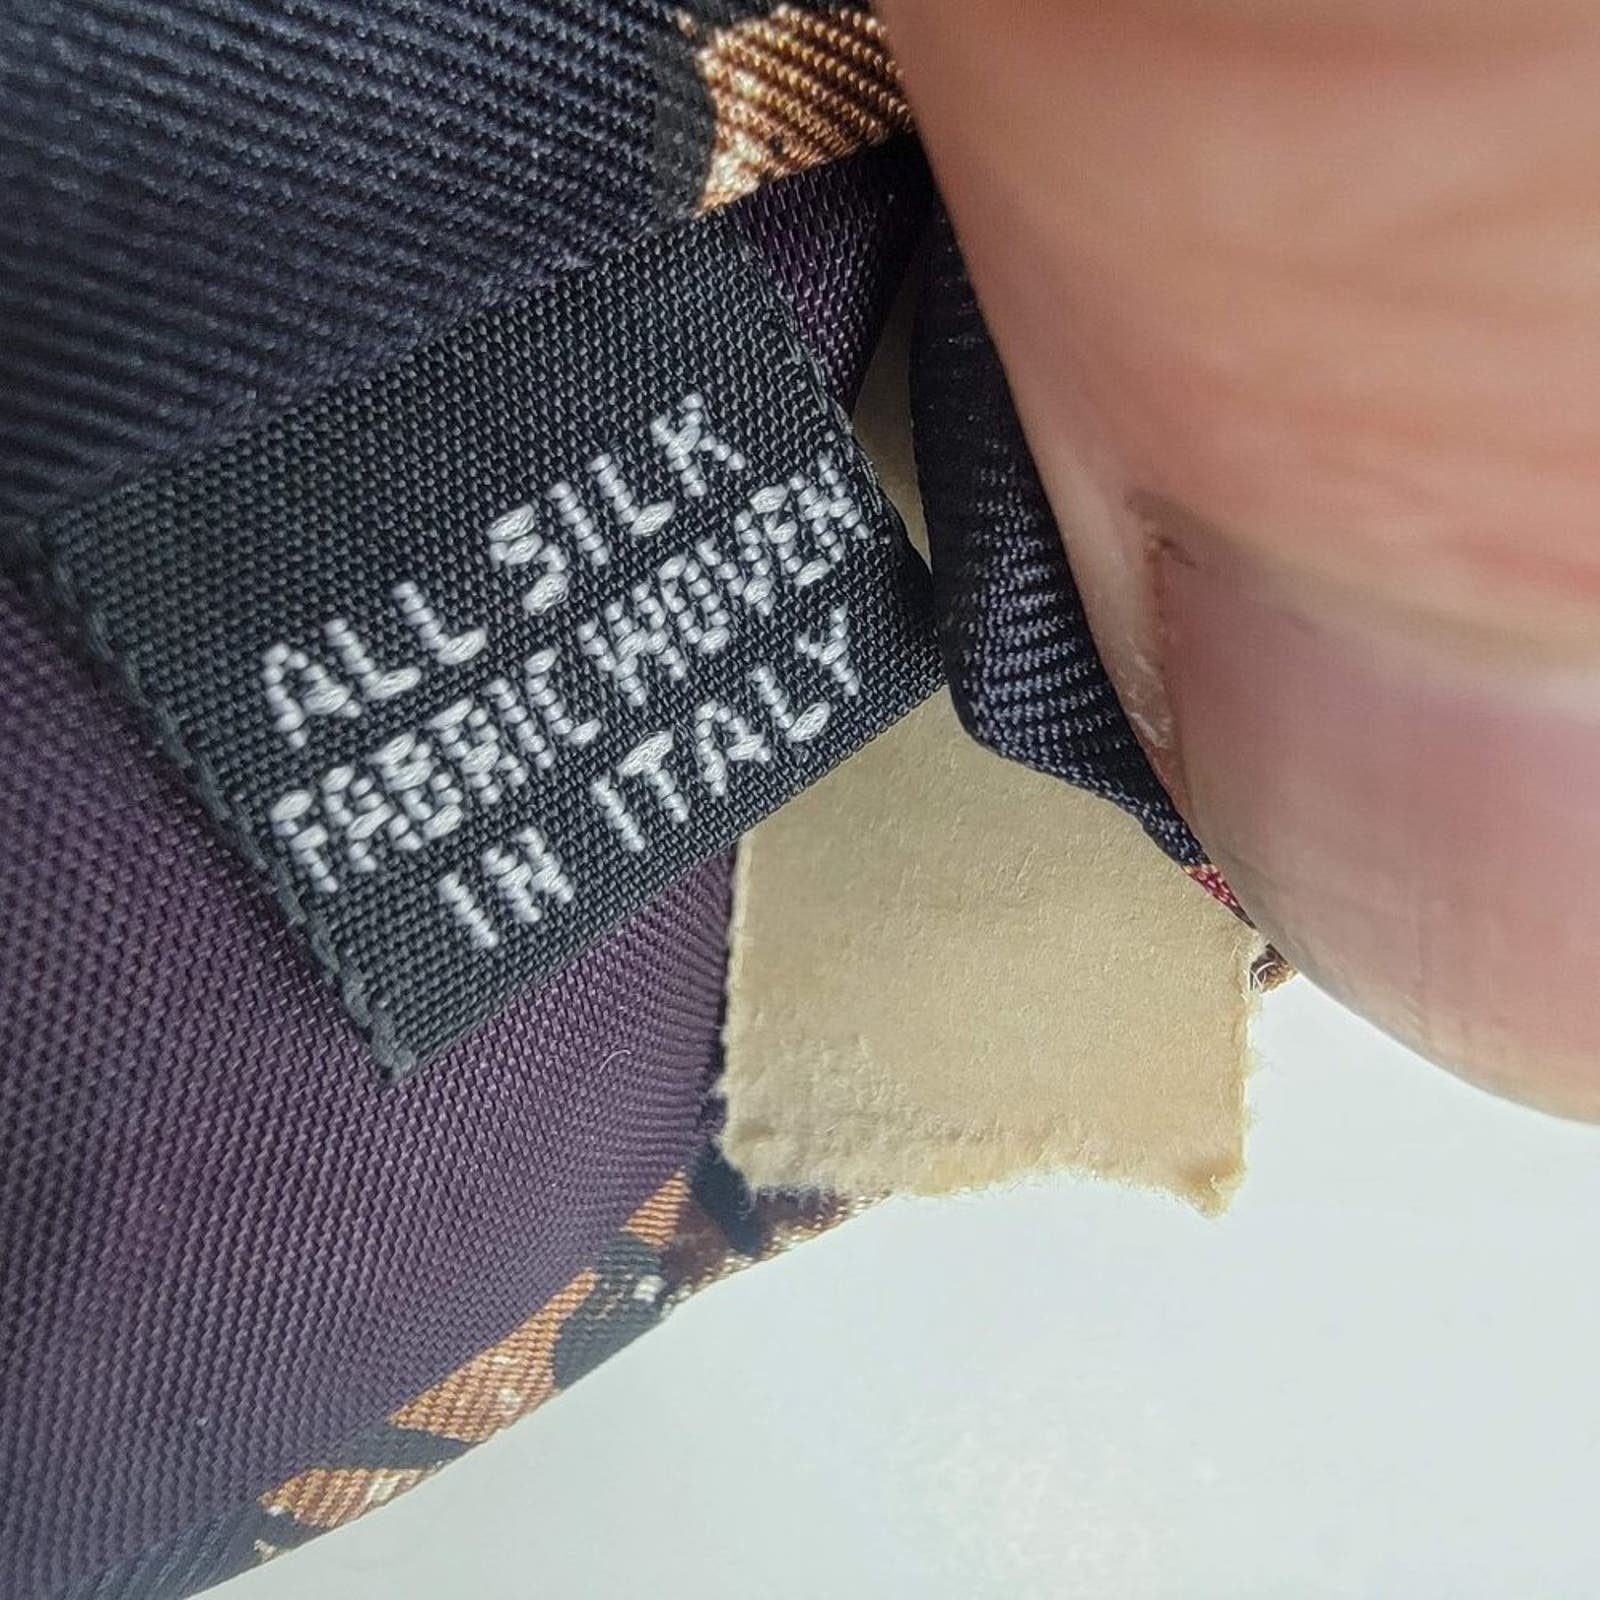 ALL SILK
FABRIC WOVEN
IN ITALY